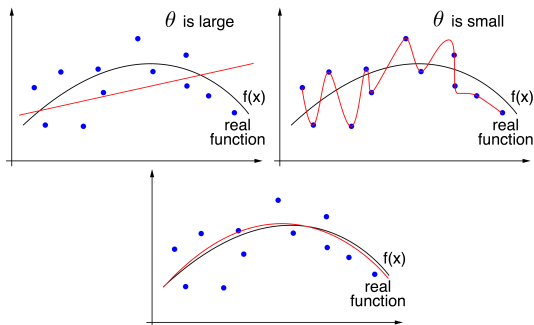 θ is large
f(x)
real
function
θ is small
f(x)
real
function
f(x)
real
function